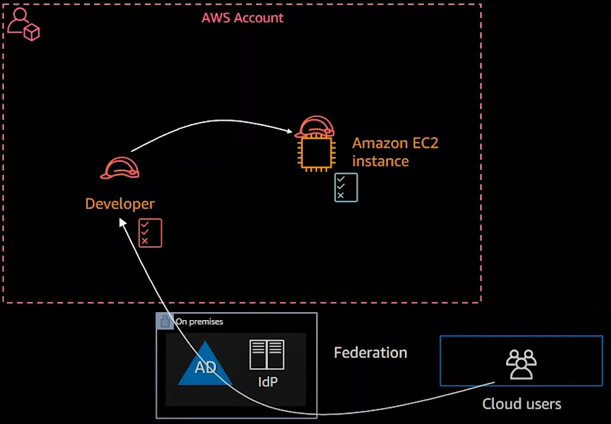 AWS Account
Amazon EC2
instance
Developer
On premises
AD
IdP
Federation
Cloud users